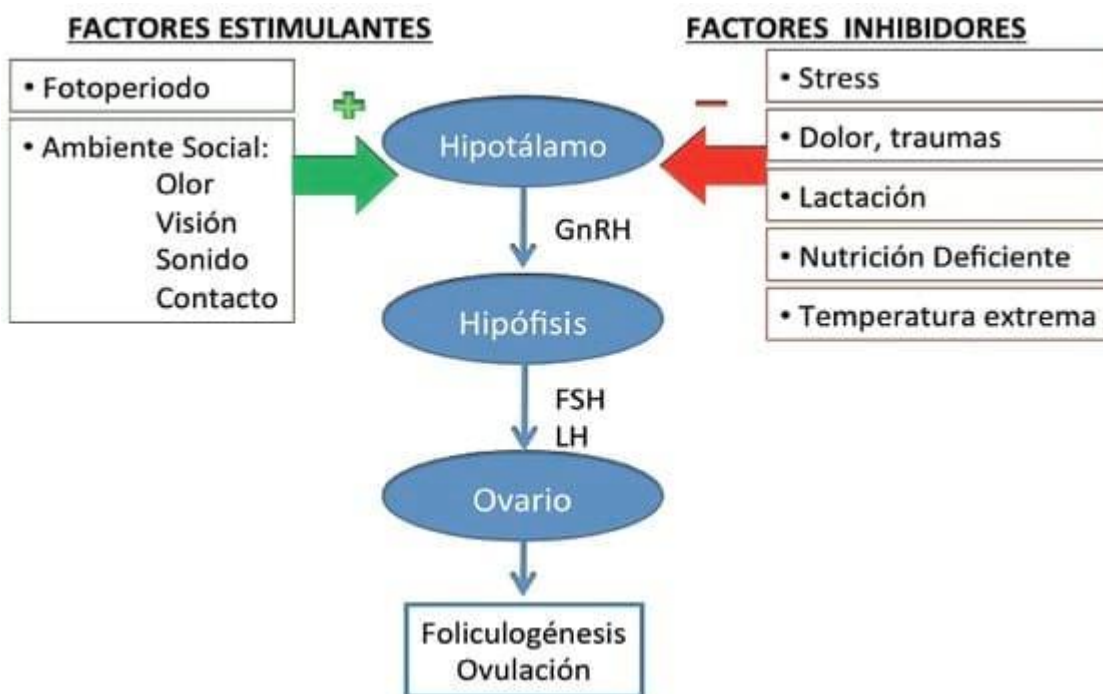 FACTORES ESTIMULANTES
• Fotoperiodo
• Ambiente Social:
Olor
Visión
Sonido
Contacto
+
FACTORES INHIBIDORES
• Stress
• Dolor, traumas
• Lactación
• Nutrición Deficiente
• Temperatura extrema
−
Hipotálamo
GnRH
Hipófisis
FSH
LH
Ovario
Foliculogénesis
Ovulación